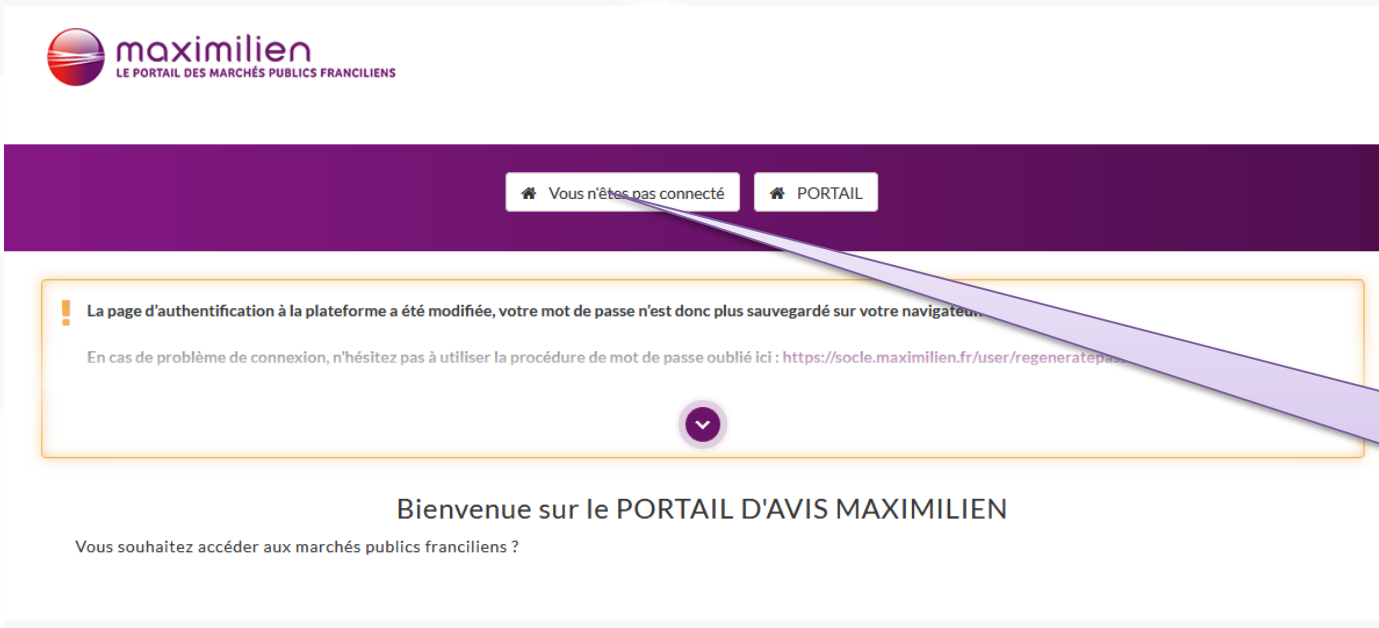 maximilien
LE PORTAIL DES MARCHÉS PUBLICS FRANCILIENS
Vous n'êtes pas connecté
PORTAIL
La page d’authentification à la plateforme a été modifiée, votre mot de passe n’est donc plus sauvegardé sur votre navigateur.
En cas de problème de connexion, n’hésitez pas à utiliser la procédure de mot de passe oublié ici : https://socle.maximilien.fr/user/regeneratepas
Bienvenue sur le PORTAIL D'AVIS MAXIMILIEN
Vous souhaitez accéder aux marchés publics franciliens ?